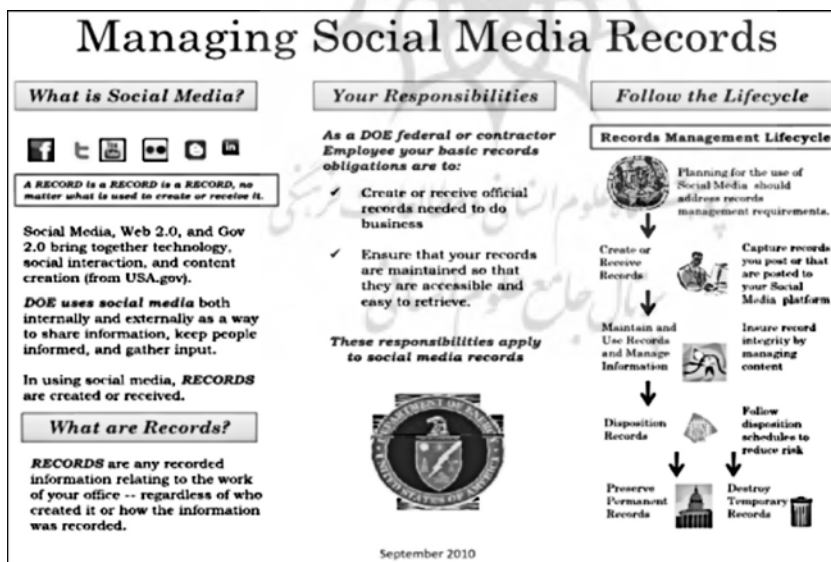 Managing Social Media Records
What is Social Media?
A RECORD is a RECORD is a RECORD, no
matter what is used to create or receive it.
Social Media, Web 2.0, and Gov
2.0 bring together technology,
social interaction, and content
creation (from USA.gov).
DOE uses social media both
internally and externally as a way
to share information, keep people
informed, and gather input.
In using social media, RECORDS
are created or received.
What are Records?
RECORDS are any recorded
information relating to the work
of your office -- regardless of who
created it or how the information
was recorded.
Your Responsibilities
As a DOE federal or contractor
Employee your basic records
obligations are to:
✓ Create or receive official
records needed to do
business
✓ Ensure that your records
are maintained so that
they are accessible and
easy to retrieve.
These responsibilities apply
to social media records
DEPARTMENT OF ENERGY
UNITED STATES OF AMERICA
September 2010
Follow the Lifecycle
Records Management Lifecycle
Planning for the use of
Social Media should
address records
management requirements.
Create or
Receive
Records
Capture records
you post or that
are posted to
your Social
Media platform
Maintain and
Use Records
and Manage
Information
Insure record
integrity by
managing
content
Disposition
Records
Follow
disposition
schedules to
reduce risk
Preserve
Permanent
Records
Destroy
Temporary
Records